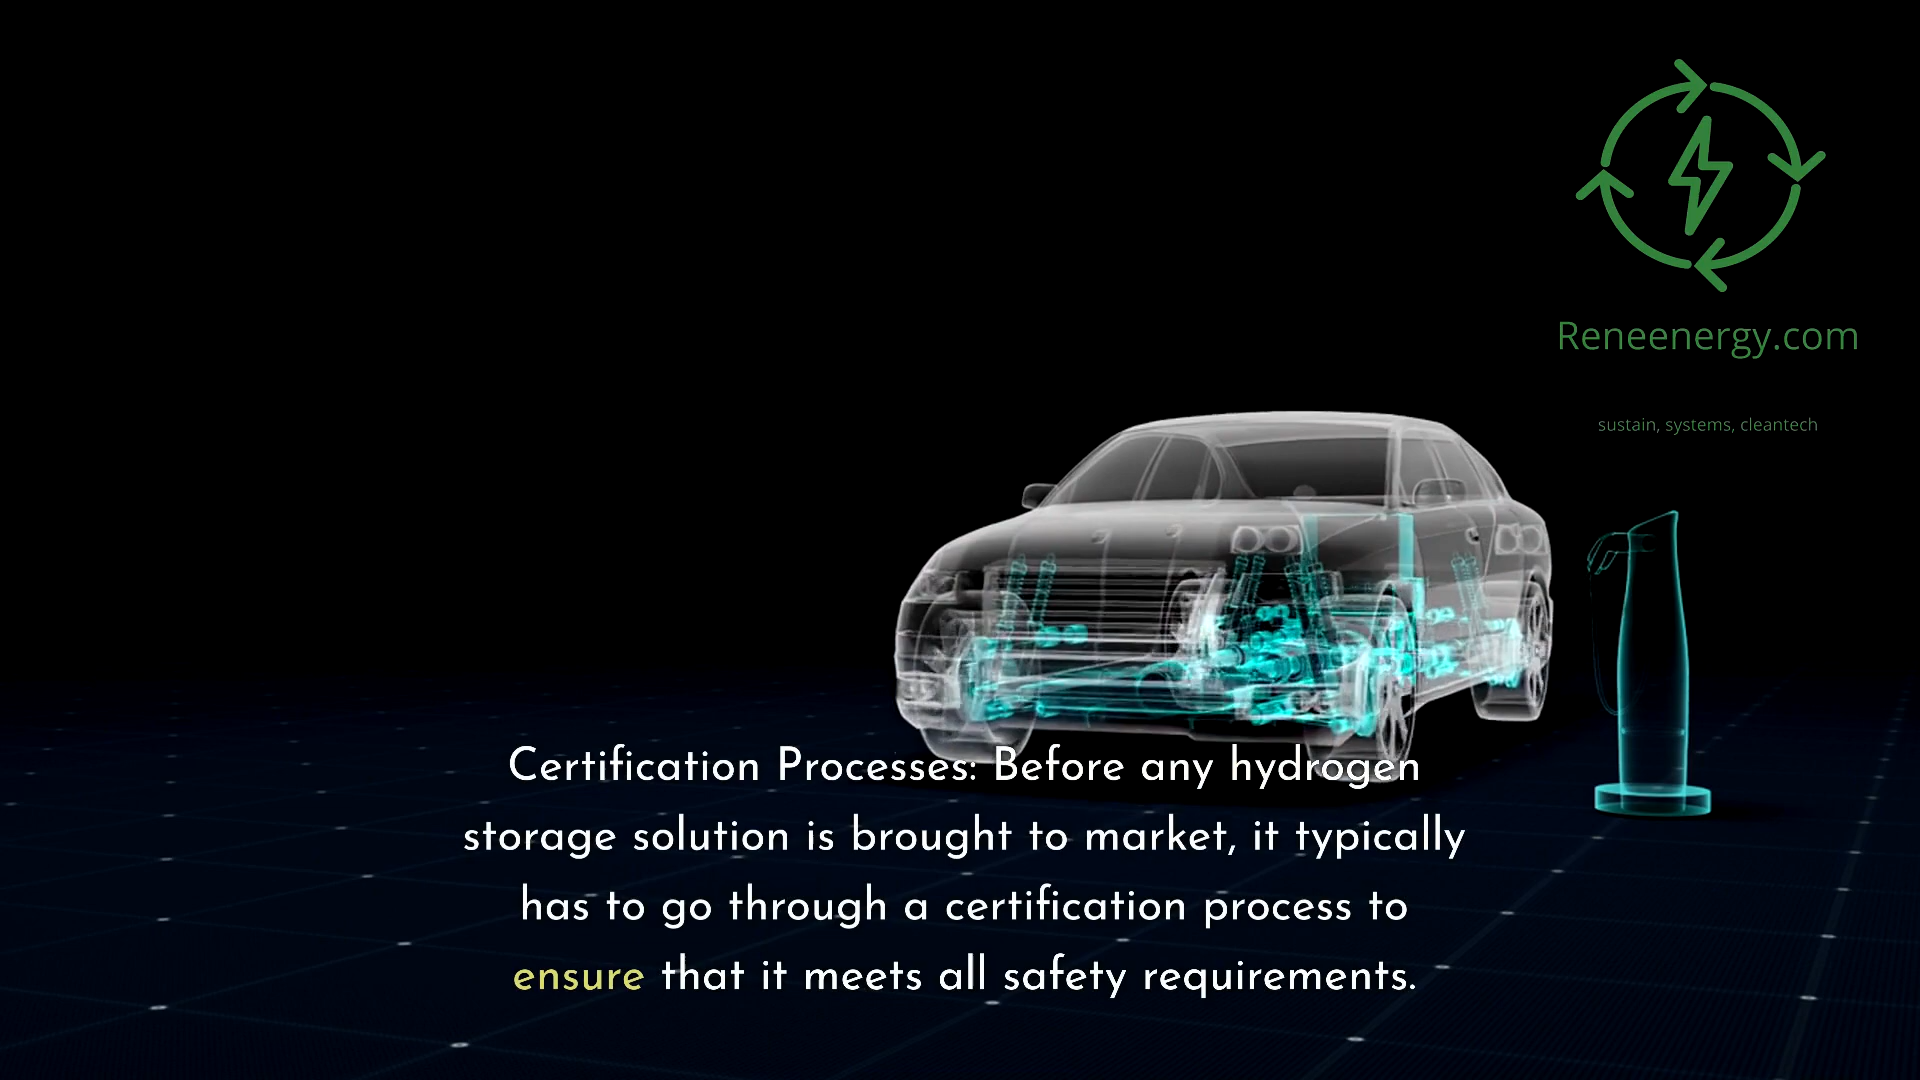 Reneenergy.com
sustain, systems, cleantech
Certification Processes: Before any hydrogen
storage solution is brought to market, it typically
has to go through a certification process to
ensure that it meets all safety requirements.